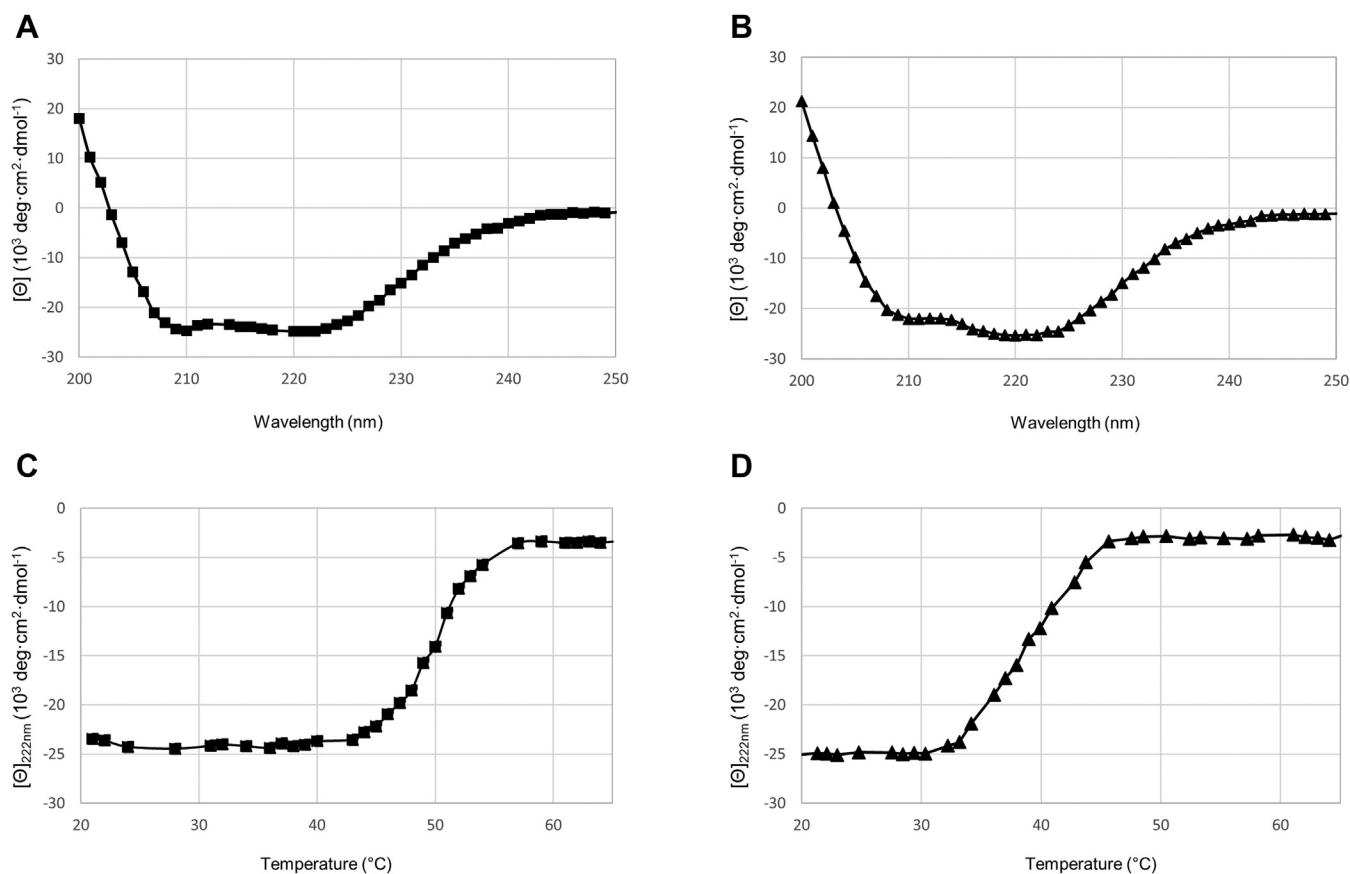 A
30
20
10
0
-10
-20
-30
[Θ] (10³ deg·cm²·dmol⁻¹)
200 210 220 230 240 250
Wavelength (nm)
B
30
20
10
0
-10
-20
-30
[Θ] (10³ deg·cm²·dmol⁻¹)
200 210 220 230 240 250
Wavelength (nm)
C
0
-5
-10
-15
-20
-25
-30
[Θ]₂₂₂ₙₘ (10³ deg·cm²·dmol⁻¹)
20 30 40 50 60
Temperature (°C)
D
0
-5
-10
-15
-20
-25
-30
[Θ]₂₂₂ₙₘ (10³ deg·cm²·dmol⁻¹)
20 30 40 50 60
Temperature (°C)